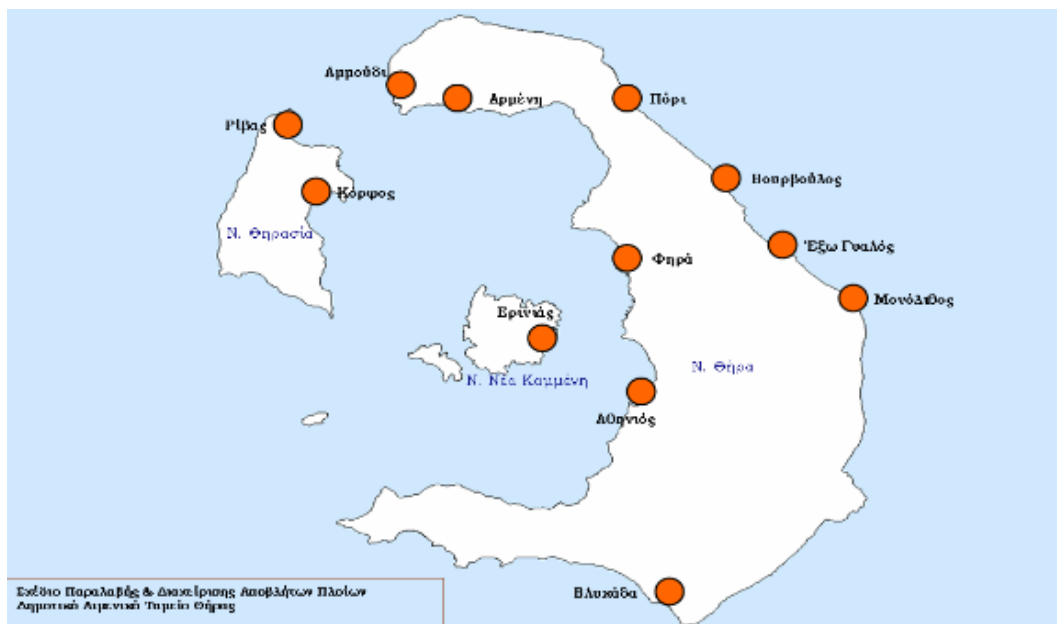 Αμμούδι
Αρμένη
Πόρι
Ρίβας
Βουρβούλος
Κόρφος
Ν. Θηρασία
Έξω Γυαλός
Φηρά
Μονόλιθος
Ερινιάς
Ν. Θήρα
Ν. Νέα Καμμένη
Αθηνιός
Βλυχάδα
Σχέδιο Παραλαβής & Διαχείρισης Αποβλήτων Πλοίων
Δημοτικό Λιμενικό Ταμείο Θήρας